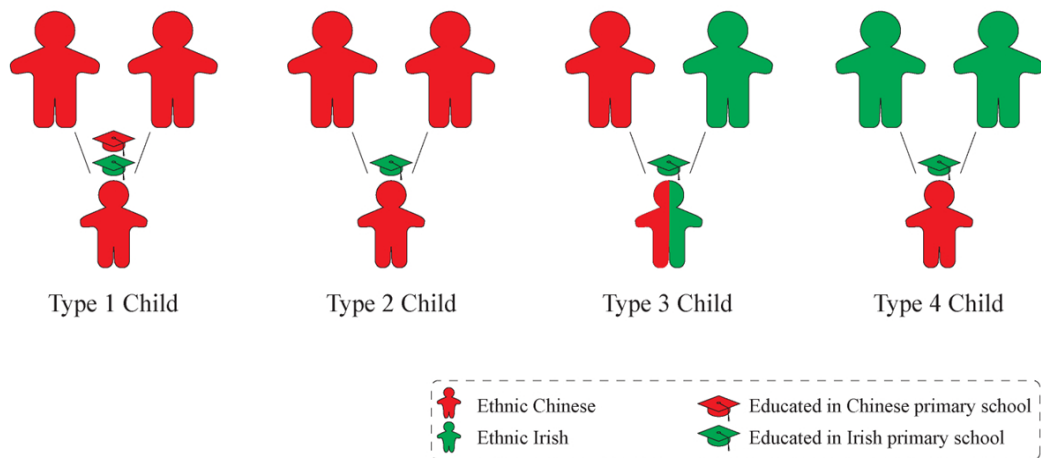 Type 1 Child
Type 2 Child
Type 3 Child
Type 4 Child
Ethnic Chinese
Educated in Chinese primary school
Ethnic Irish
Educated in Irish primary school